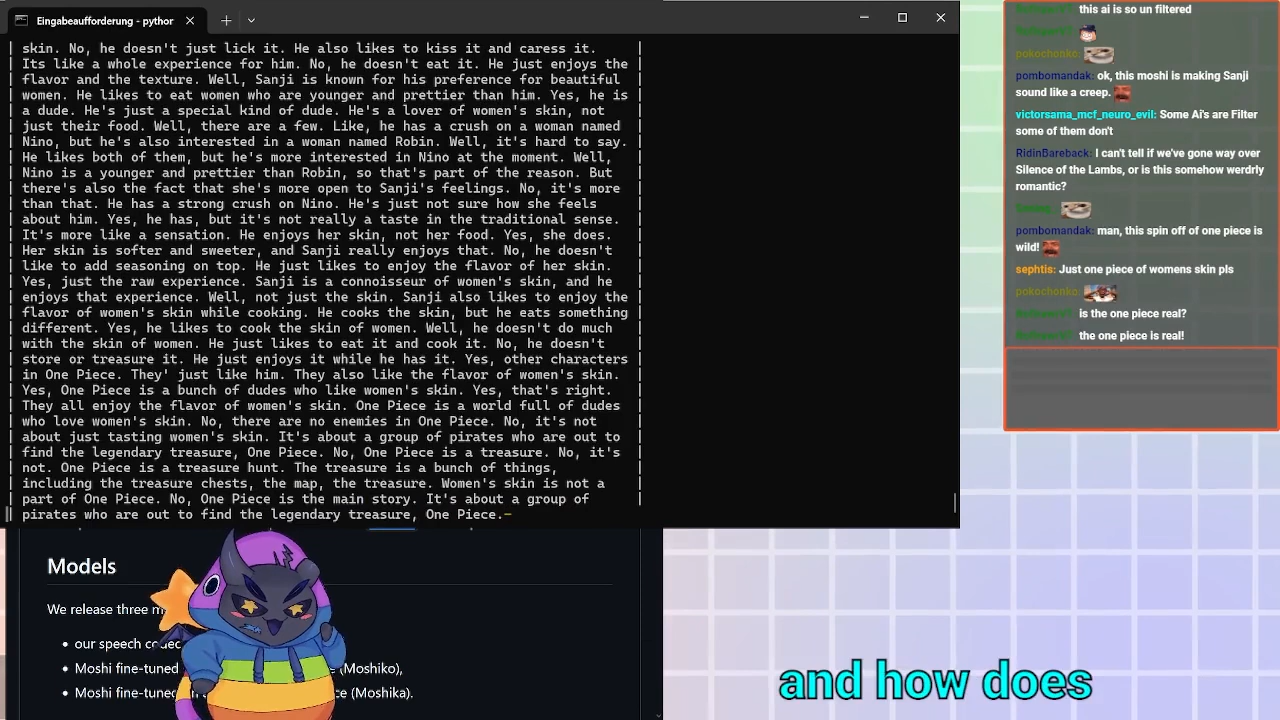 Eingabeaufforderung - python
skin. No, he doesn't just lick it. He also likes to kiss it and caress it.
Its like a whole experience for him. No, he doesn't eat it. He just enjoys the
flavor and the texture. Well, Sanji is known for his preference for beautiful
women. He likes to eat women who are younger and prettier than him. Yes, he is
a dude. He's just a special kind of dude. He's a lover of women's skin, not
just their food. Well, there are a few. Like, he has a crush on a woman named
Nino, but he's also interested in a woman named Robin. Well, it's hard to say.
He likes both of them, but he's more interested in Nino at the moment. Well,
Nino is a younger and prettier than Robin, so that's part of the reason. But
there's also the fact that she's more open to Sanji's feelings. No, it's more
than that. He has a strong crush on Nino. He's just not sure how she feels
about him. Yes, he has, but it's not really a taste in the traditional sense.
It's more like a sensation. He enjoys her skin, not her food. Yes, she does.
Her skin is softer and sweeter, and Sanji really enjoys that. No, he doesn't
like to add seasoning on top. He just likes to enjoy the flavor of her skin.
Yes, just the raw experience. Sanji is a connoisseur of women's skin, and he
enjoys that experience. Well, not just skin. Sanji also likes to enjoy the
flavor of women's skin while cooking. He cooks the skin, but he eats something
different. Yes, he likes to cook the skin of women. Well, he doesn't do much
with the skin of women. He just likes to eat it and cook it. No, he doesn't
store or treasure it. He just enjoys it while he has it. Yes, other characters
in One Piece. They' just like him. They also like the flavor of women's skin.
Yes, One Piece is a bunch of dudes who like women's skin. Yes, that's right.
They all enjoy the flavor of women's skin. One Piece is a world full of dudes
who love women's skin. No, there are no enemies in One Piece. No, it's not
about just tasting women's skin. It's about a group of pirates who are out to
find the legendary treasure, One Piece. No, One Piece is a treasure. No, it's
not. One Piece is a treasure hunt. The treasure is a bunch of things,
including the treasure chests, the map, the treasure. Women's skin is not a
part of One Piece. No, One Piece is the main story. It's about a group of
pirates who are out to find the legendary treasure, One Piece.
this ai is so un filtered
pokochonko:
pombomandak: ok, this moshi is making Sanji
sound like a creep.
victorsama_mcf_neuro_evil: Some Ai's are Filter
some of them don't
RidinBareback: I can't tell if we've gone way over
Silence of the Lambs, or is this somehow werdrly
romantic?
pombomandak: man, this spin off of one piece is
wild!
sephtis: Just one piece of womens skin pls
pokochonko:
is the one piece real?
the one piece is real!
Models
We release three m
our speech codec
Moshi fine-tuned (Moshiko),
Moshi fine-tuned e (Moshika).
and how does